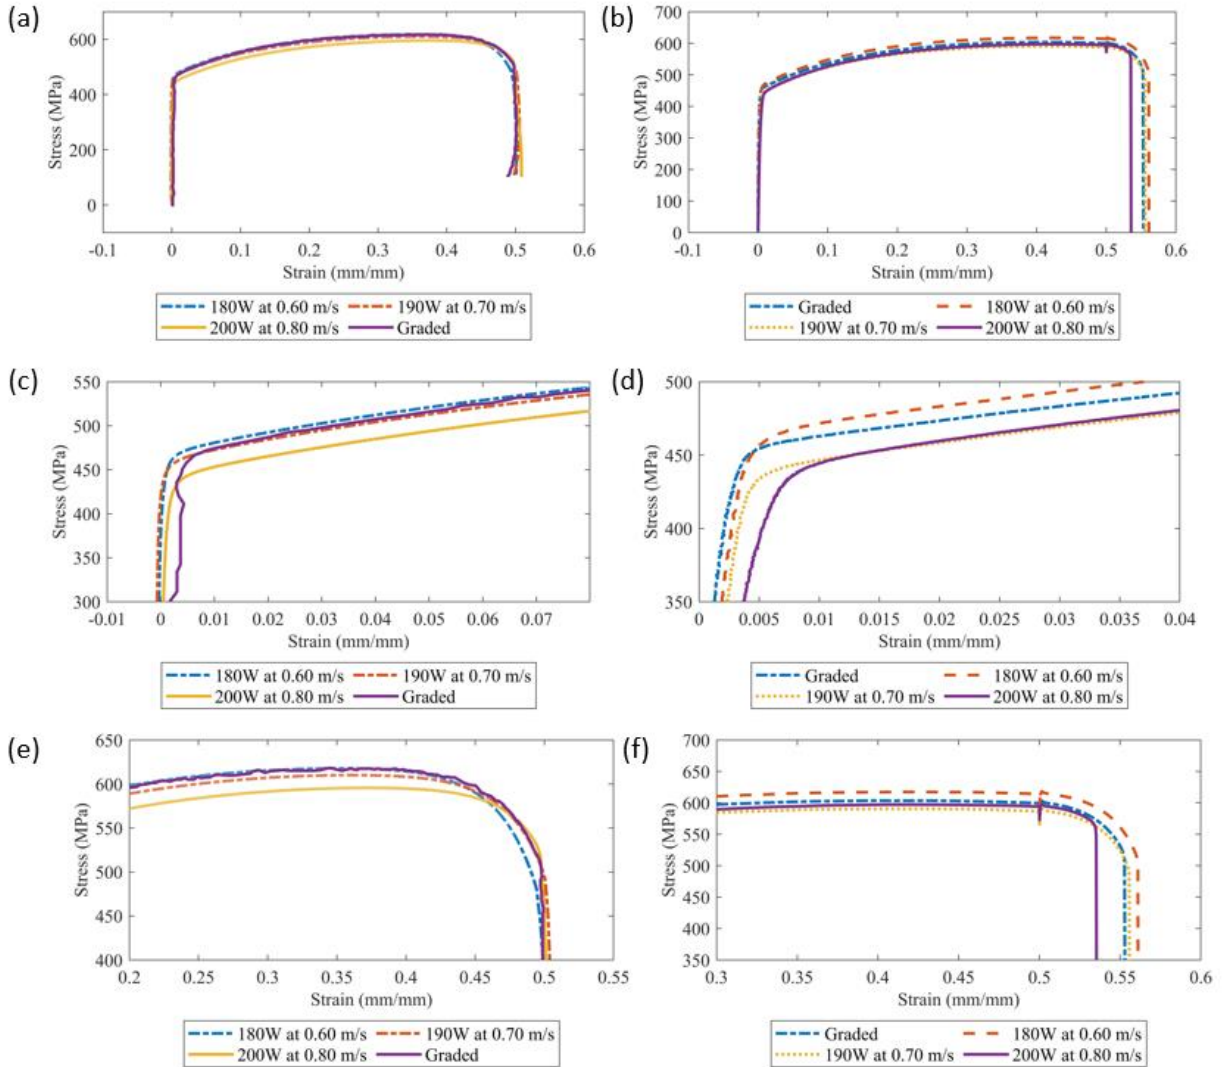 (a)
600
400
200
0
Stress (MPa)
-0.1 0 0.1 0.2 0.3 0.4 0.5 0.6
Strain (mm/mm)
180W at 0.60 m/s 190W at 0.70 m/s
200W at 0.80 m/s Graded
(b)
700
600
500
400
300
200
100
0
Stress (MPa)
-0.1 0 0.1 0.2 0.3 0.4 0.5 0.6
Strain (mm/mm)
Graded 180W at 0.60 m/s
190W at 0.70 m/s 200W at 0.80 m/s
(c)
550
500
450
400
350
300
Stress (MPa)
-0.01 0 0.01 0.02 0.03 0.04 0.05 0.06 0.07
Strain (mm/mm)
180W at 0.60 m/s 190W at 0.70 m/s
200W at 0.80 m/s Graded
(d)
500
450
400
350
Stress (MPa)
0 0.005 0.01 0.015 0.02 0.025 0.03 0.035 0.04
Strain (mm/mm)
Graded 180W at 0.60 m/s
190W at 0.70 m/s 200W at 0.80 m/s
(e)
650
600
550
500
450
400
Stress (MPa)
0.2 0.25 0.3 0.35 0.4 0.45 0.5 0.55
Strain (mm/mm)
180W at 0.60 m/s 190W at 0.70 m/s
200W at 0.80 m/s Graded
(f)
700
650
600
550
500
450
400
350
Stress (MPa)
0.3 0.35 0.4 0.45 0.5 0.55 0.6
Strain (mm/mm)
Graded 180W at 0.60 m/s
190W at 0.70 m/s 200W at 0.80 m/s